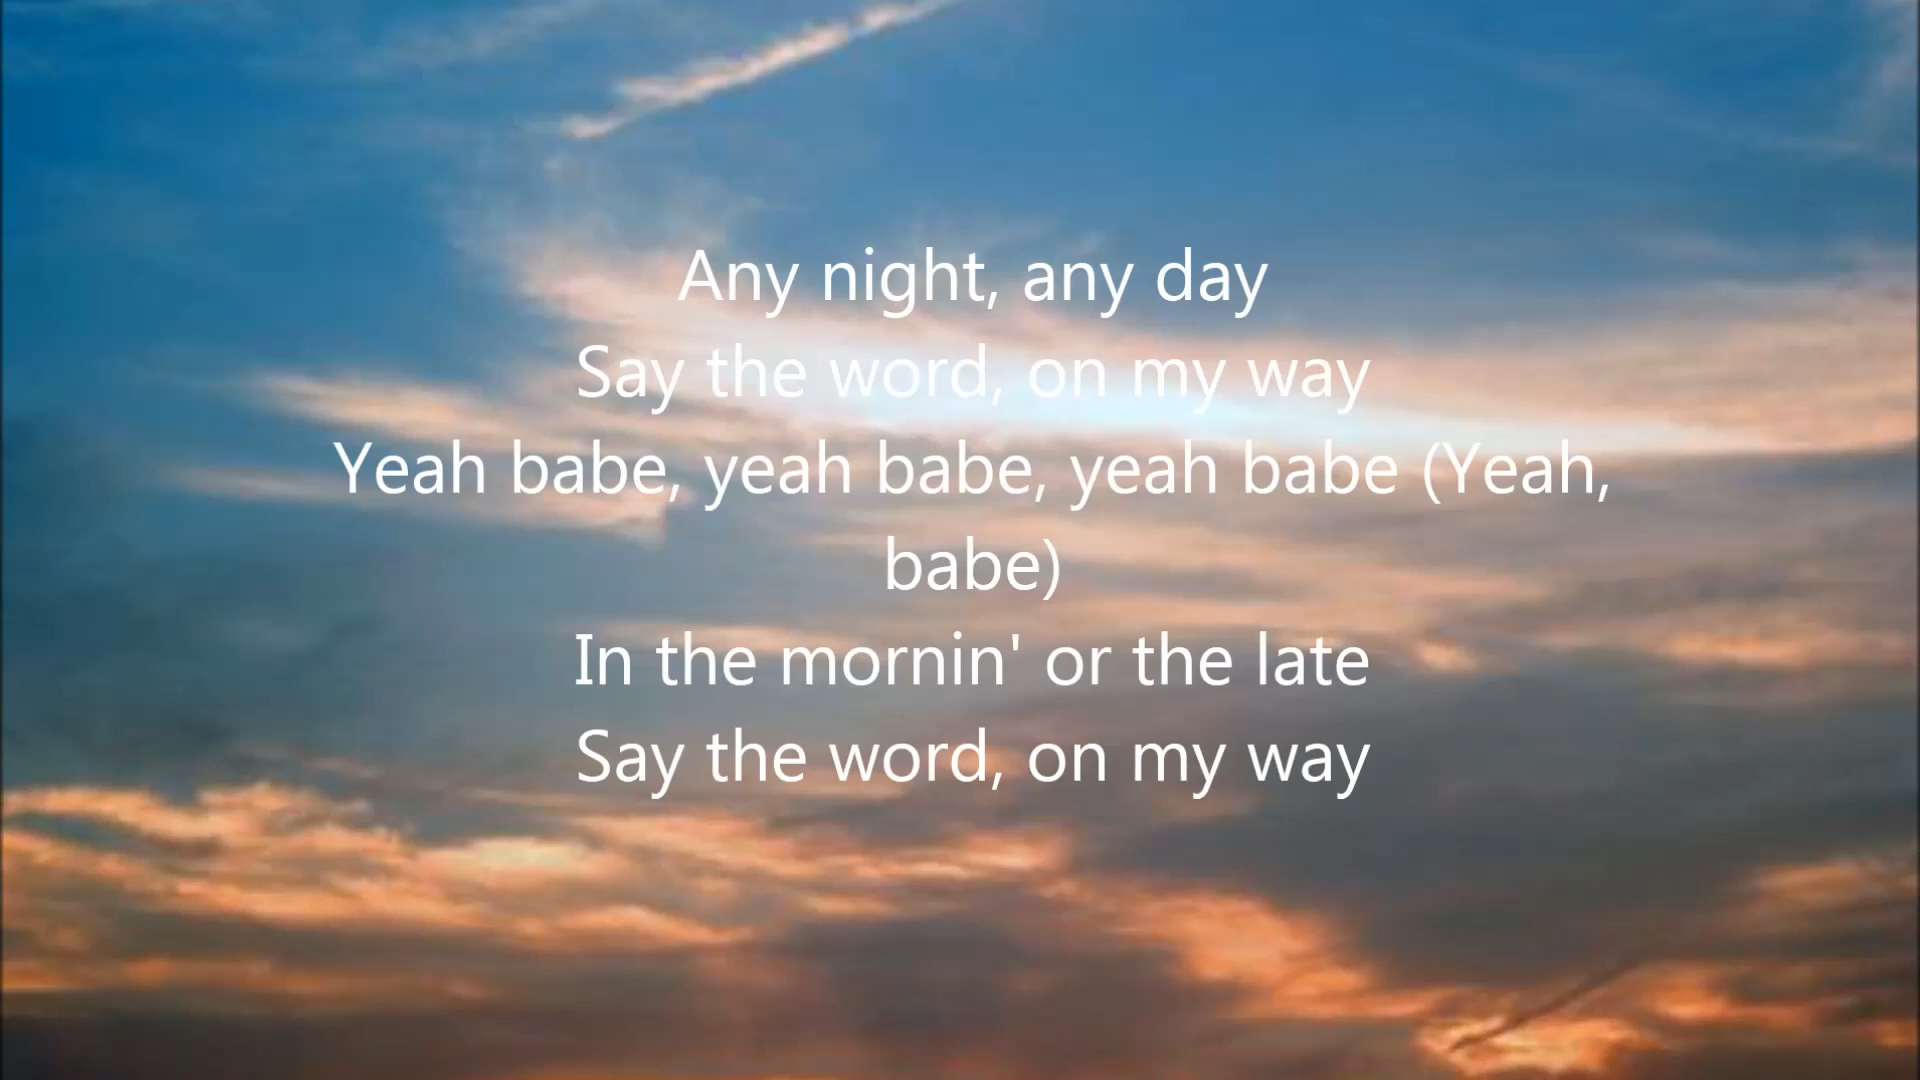 Any night, any day
Say the word, on my way
Yeah babe, yeah babe, yeah babe (Yeah,
babe)
In the mornin' or the late
Say the word, on my way